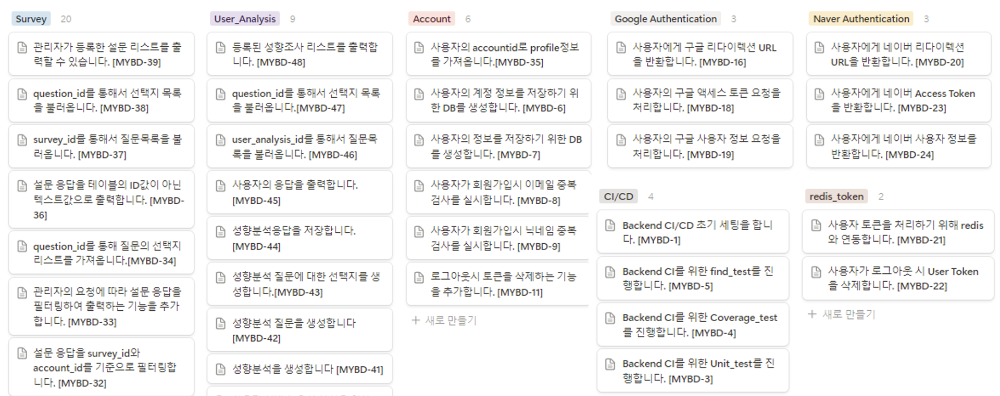 Survey 20
관리자가 등록한 설문 리스트를 출
력할 수 있습니다. [MYBD-39]
question_id를 통해서 선택지 목록
을 불러옵니다. [MYBD-38]
survey_id를 통해서 질문목록을 불
러옵니다. [MYBD-37]
설문 응답을 테이블의 ID값이 아닌
텍스트값으로 출력합니다. [MYBD-
36]
question_id를 통해 질문의 선택지
리스트를 가져옵니다.[MYBD-34]
관리자의 요청에 따라 설문 응답을
필터링하여 출력하는 기능을 추가
합니다. [MYBD-33]
설문 응답을 survey_id와
account_id를 기준으로 필터링합
니다. [MYBD-32]
User_Analysis 9
등록된 성향조사 리스트를 출력합
니다. [MYBD-48]
question_id를 통해서 선택지 목록
을 불러옵니다.[MYBD-47]
user_analysis_id를 통해서 질문목
록을 불러옵니다. [MYBD-46]
사용자의 응답을 출력합니다.
[MYBD-45]
성향분석응답을 저장합니다.
[MYBD-44]
성향분석 질문에 대한 선택지를 생
성합니다.[MYBD-43]
성향분석 질문을 생성합니다
[MYBD-42]
성향분석을 생성합니다 [MYBD-41]
Account 6
사용자의 accountid로 profile정보
를 가져옵니다.[MYBD-35]
사용자의 계정 정보를 저장하기 위
한 DB를 생성합니다. [MYBD-6]
사용자의 정보를 저장하기 위한 DB
를 생성합니다. [MYBD-7]
사용자가 회원가입시 이메일 중복
검사를 실시합니다. [MYBD-8]
사용자가 회원가입시 닉네임 중복
검사를 실시합니다. [MYBD-9]
로그아웃시 토큰을 삭제하는 기능
을 추가합니다. [MYBD-11]
+ 새로 만들기
Google Authentication 3
사용자에게 구글 리다이렉션 URL
을 반환합니다. [MYBD-16]
사용자의 구글 액세스 토큰 요청을
처리합니다. [MYBD-18]
사용자의 구글 사용자 정보 요청을
처리합니다. [MYBD-19]
Naver Authentication 3
사용자에게 네이버 리다이렉션
URL을 반환합니다. [MYBD-20]
사용자에게 네이버 Access Token
을 반환합니다. [MYBD-23]
사용자에게 네이버 사용자 정보를
반환합니다. [MYBD-24]
CI/CD 4
Backend CI/CD 초기 세팅을 합니
다. [MYBD-1]
Backend CI를 위한 find_test를 진
행합니다. [MYBD-5]
Backend CI를 위한 Coverage_test
를 진행합니다. [MYBD-4]
Backend CI를 위한 Unit_test를 진
행합니다. [MYBD-3]
redis_token 2
사용자 토큰을 처리하기 위해 redis
와 연동합니다. [MYBD-21]
사용자가 로그아웃 시 User Token
을 삭제합니다. [MYBD-22]
+ 새로 만들기